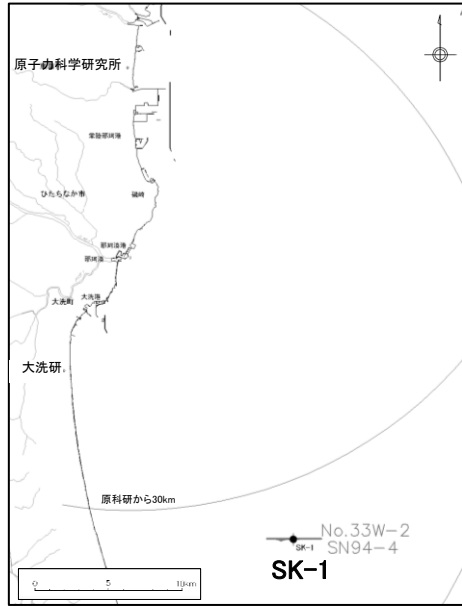 原子力科学研究所
常陸那珂港
ひたちなか市
磯崎
那珂湊港
那珂湊
大洗町
大洗港
大洗研
原科研から30km
No.33W-2
SN94-4
SK-1
SK-1
0 5 10km